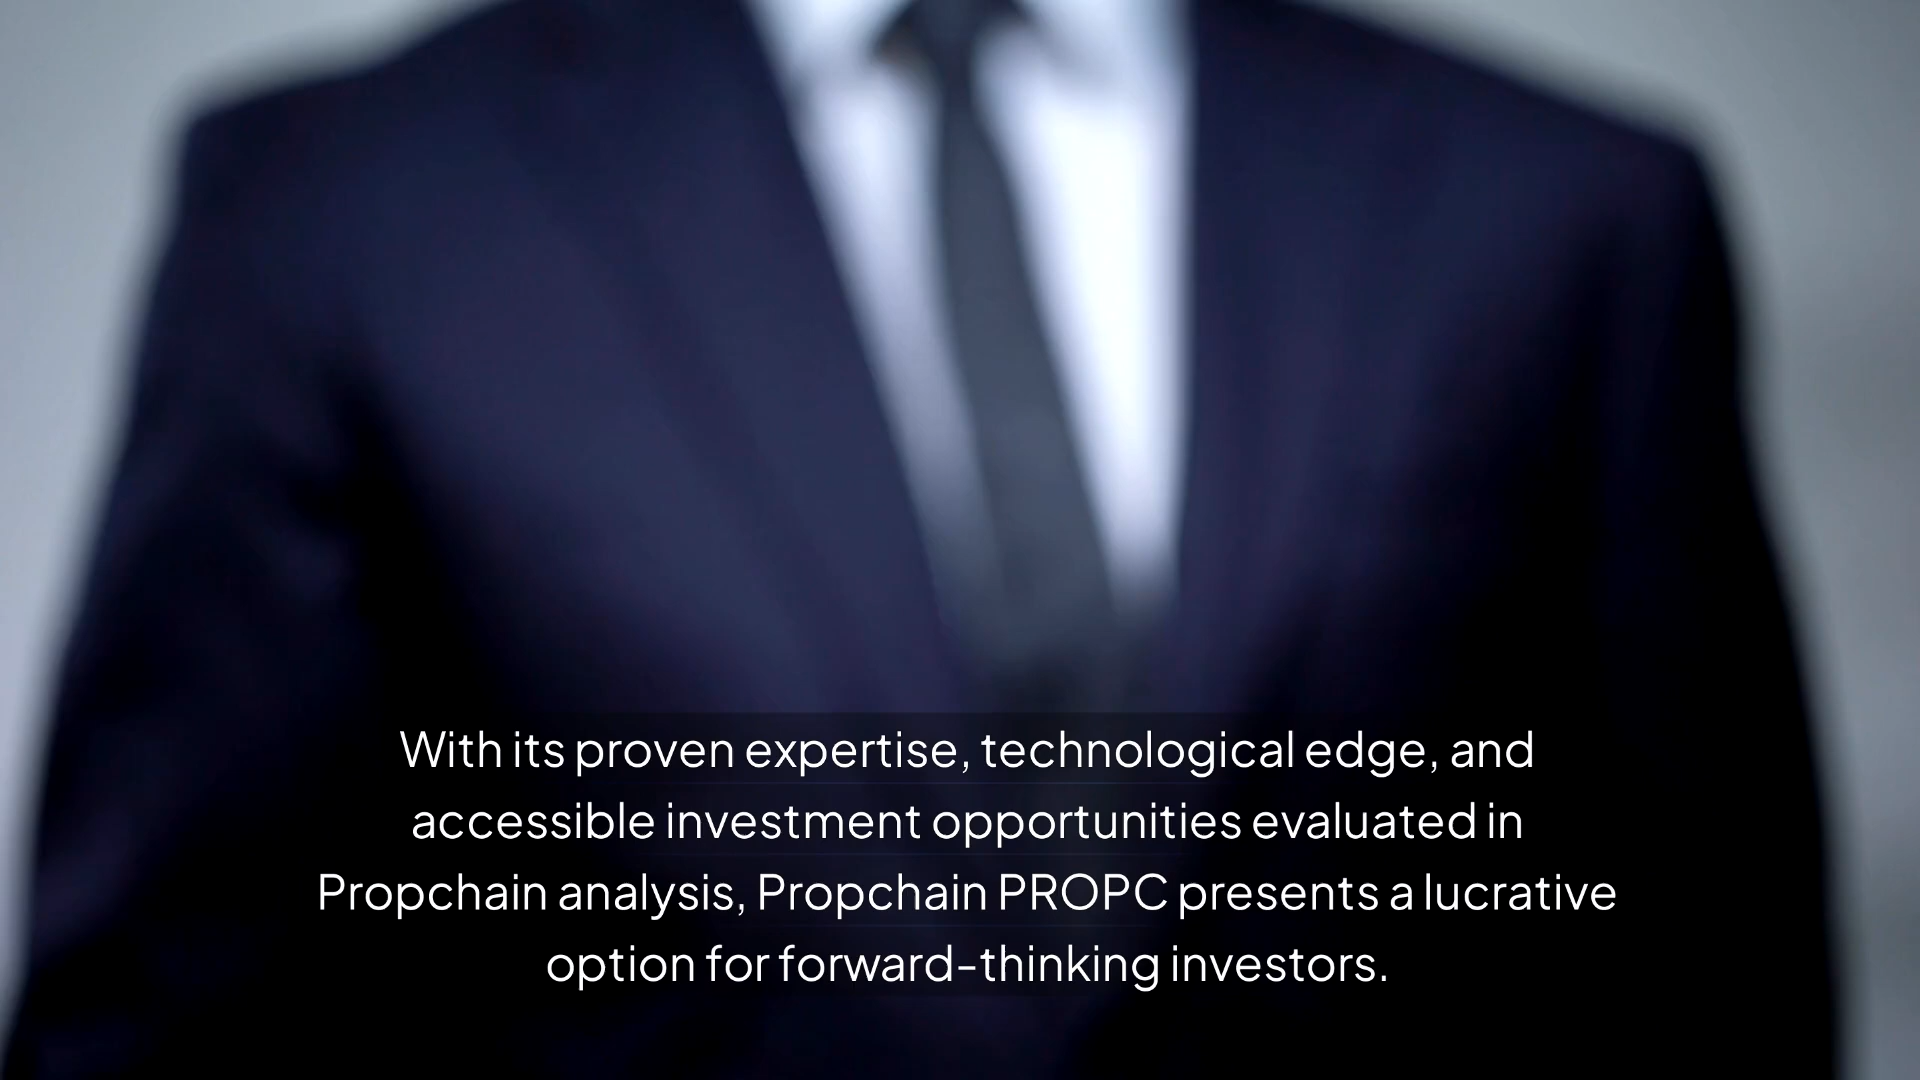 With its proven expertise, technological edge, and
accessible investment opportunities evaluated in
Propchain analysis, Propchain PROPC presents a lucrative
option for forward-thinking investors.